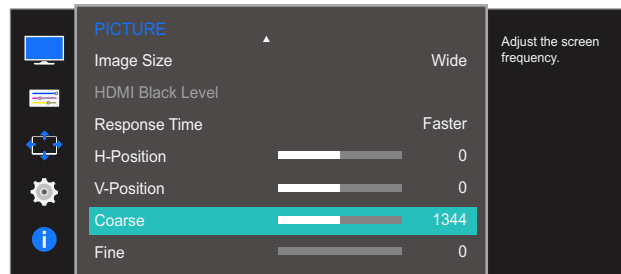 PICTURE
Image Size Wide
HDMI Black Level
Response Time Faster
H-Position 0
V-Position 0
Coarse 1344
Fine 0
Adjust the screen
frequency.
i